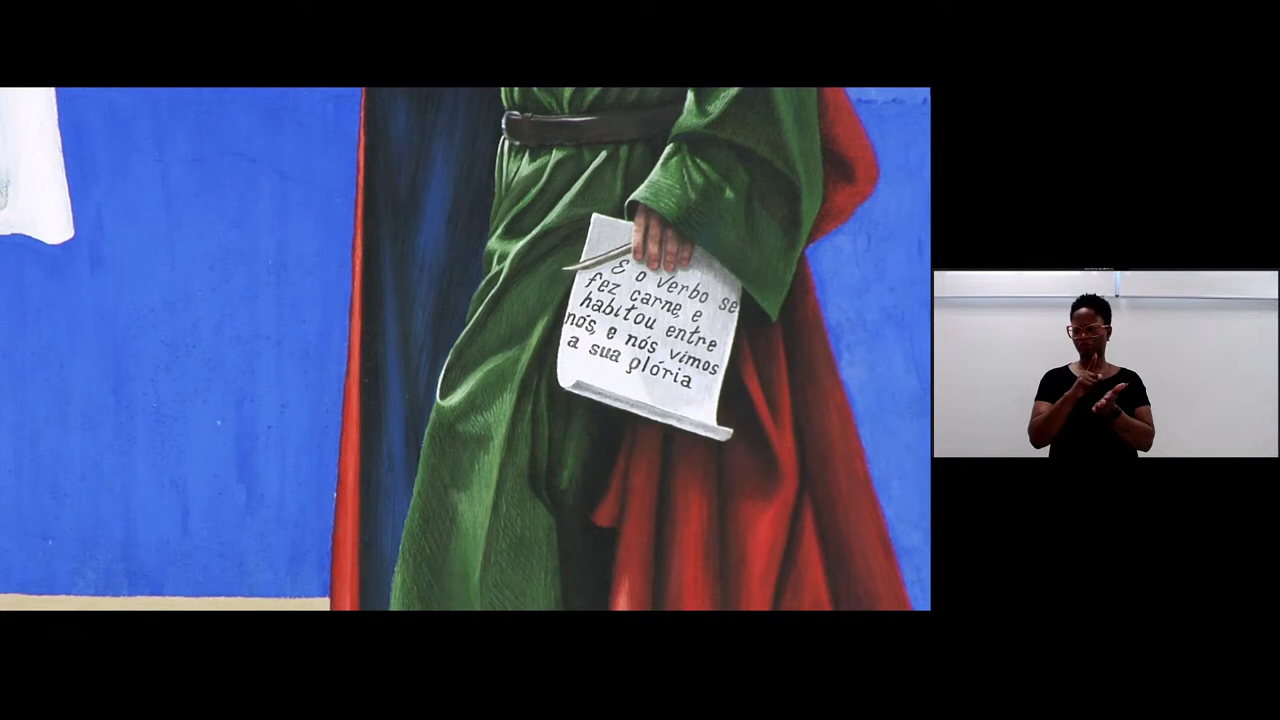 E o verbo se
fez carne, e
habitou entre
nós, e nós vimos
a sua glória